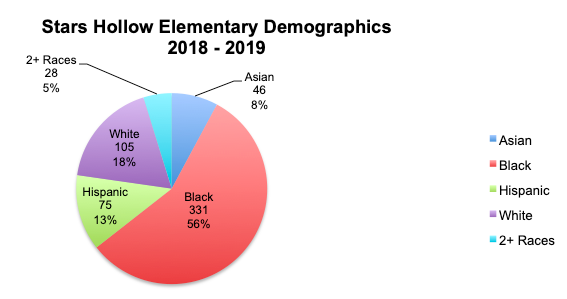 Stars Hollow Elementary Demographics
2018 - 2019
2+ Races
28
5%
Asian
46
8%
White
105
18%
Hispanic
75
13%
Black
331
56%
Asian
Black
Hispanic
White
2+ Races